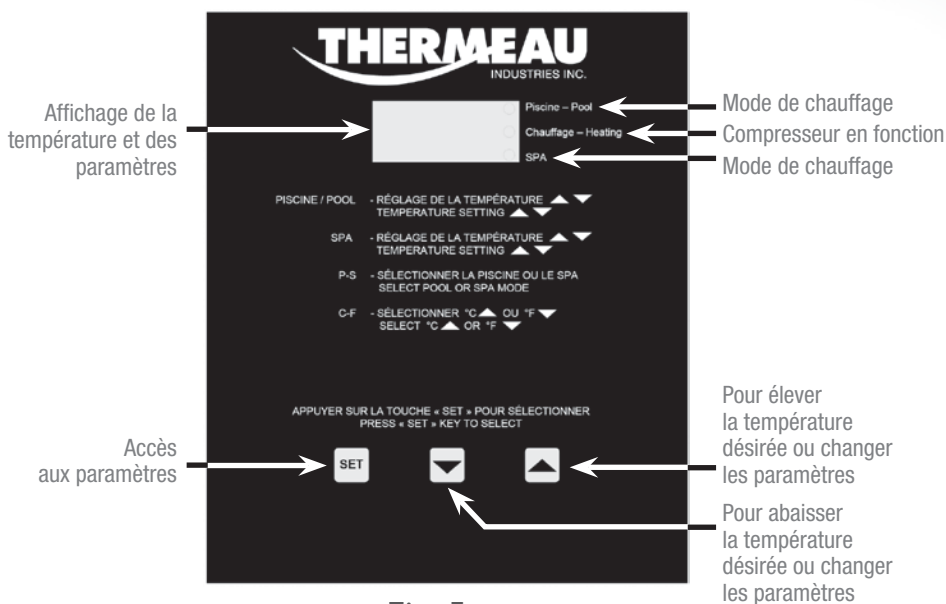 THERMEAU
INDUSTRIES INC.
Affichage de la
température et des
paramètres
Piscine – Pool
Chauffage – Heating
SPA
Mode de chauffage
Compresseur en fonction
Mode de chauffage
PISCINE / POOL - RÉGLAGE DE LA TEMPÉRATURE ▲ ▼
TEMPERATURE SETTING ▲ ▼
SPA - RÉGLAGE DE LA TEMPÉRATURE ▲ ▼
TEMPERATURE SETTING ▲ ▼
P-S - SÉLECTIONNER LA PISCINE OU LE SPA
SELECT POOL OR SPA MODE
C-F - SÉLECTIONNER °C ▲ OU °F ▼
SELECT °C ▲ OR °F ▼
APPUYER SUR LA TOUCHE « SET » POUR SÉLECTIONNER
PRESS « SET » KEY TO SELECT
Accès
aux paramètres
SET
Pour élever
la température
désirée ou changer
les paramètres
Pour abaisser
la température
désirée ou changer
les paramètres